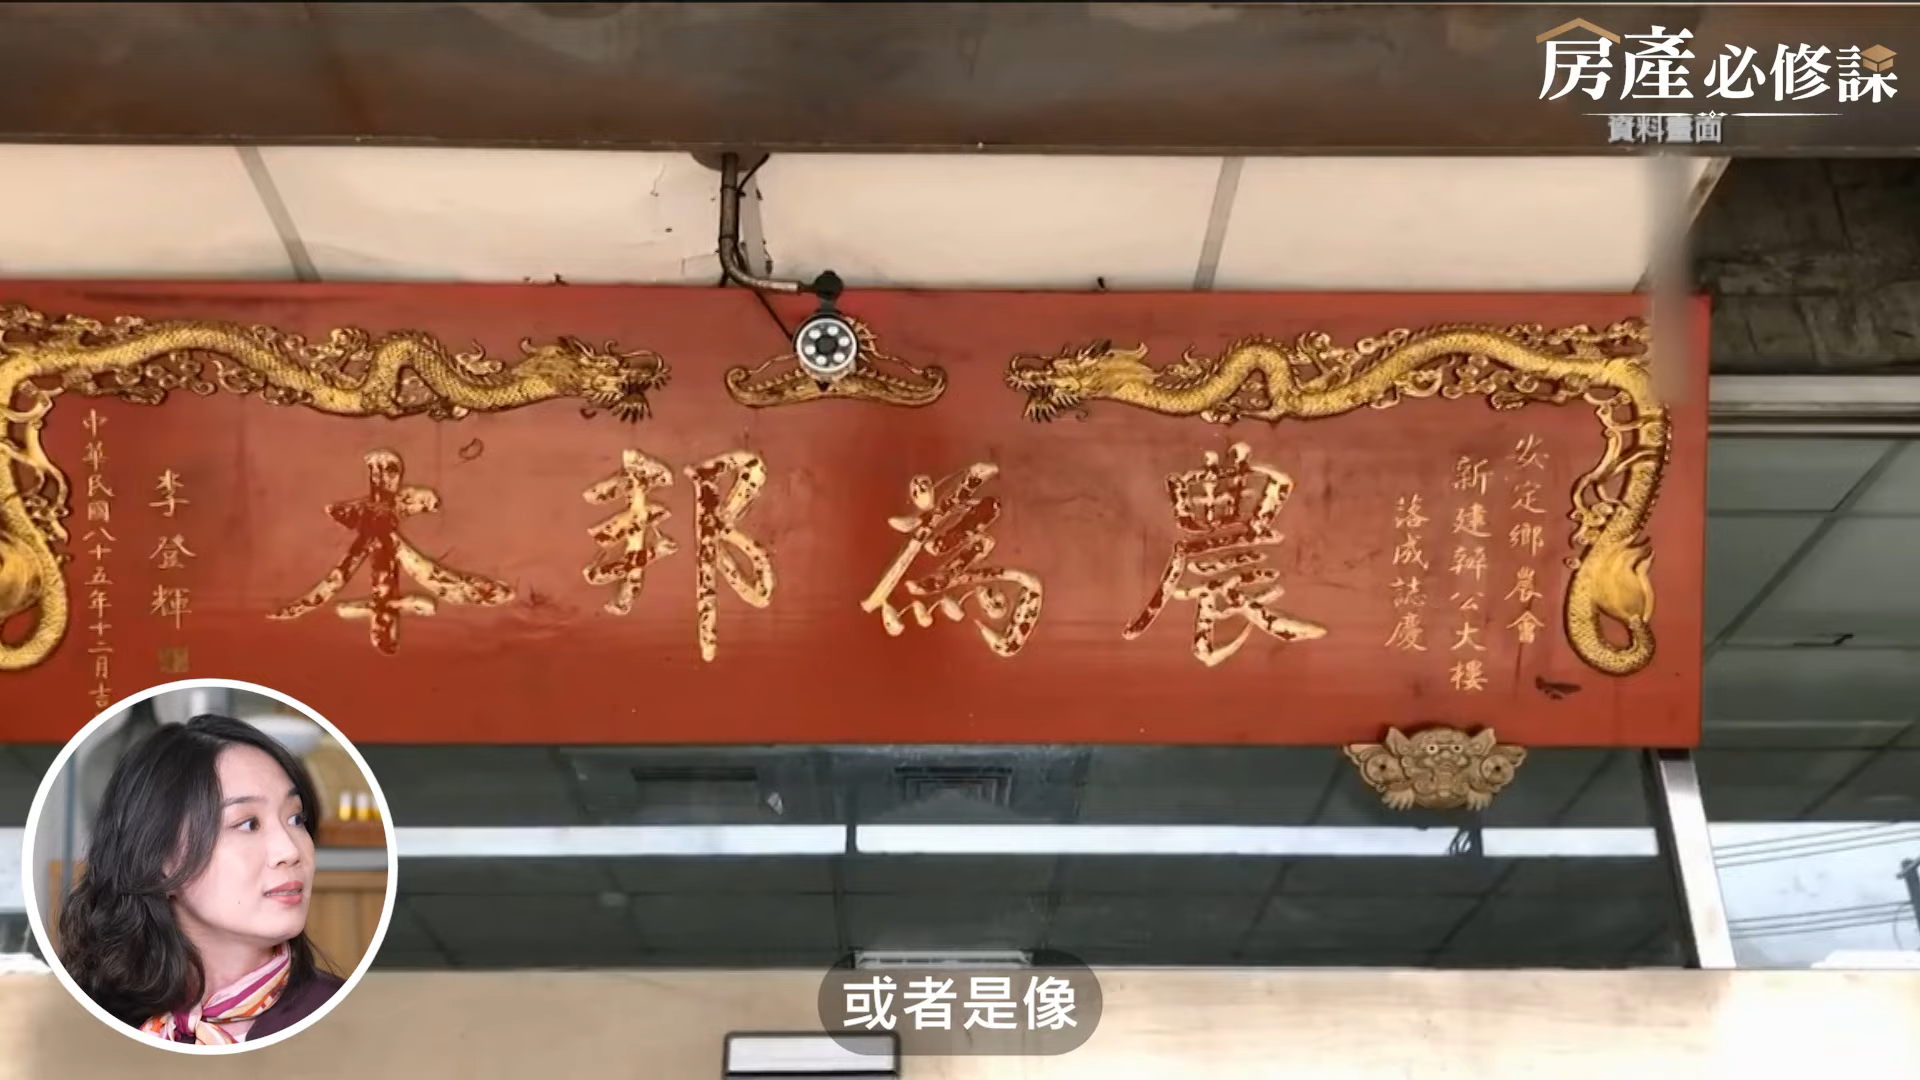 房產必修課
資料畫面
安定鄉農會
新建辦公大樓
落成誌慶
農為邦本
李登輝
中華民國八十五年十二月吉
或者是像